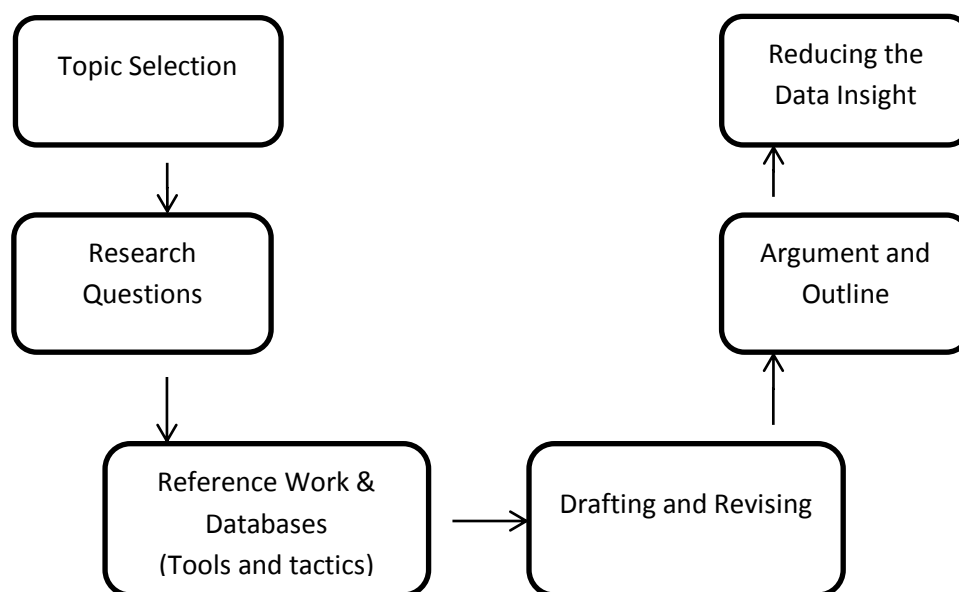 Topic Selection
Research
Questions
Reference Work &
Databases
(Tools and tactics)
Drafting and Revising
Argument and
Outline
Reducing the
Data Insight